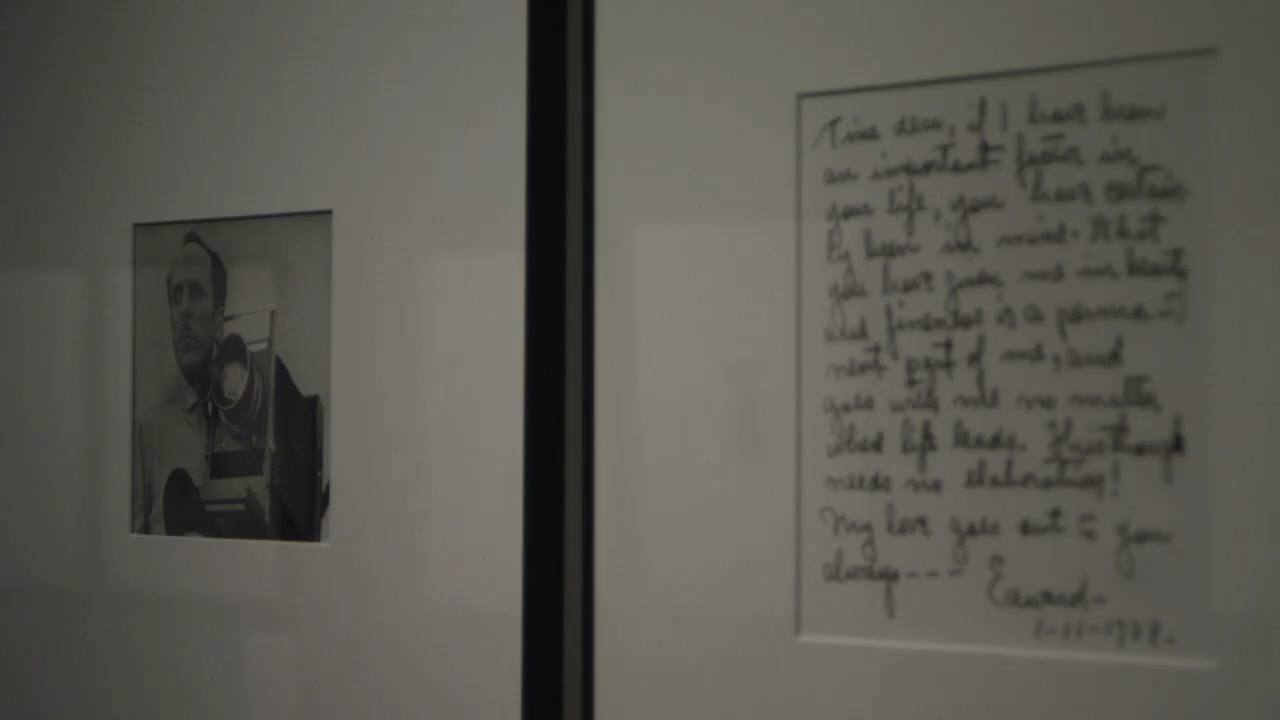 Tina dear, if I have been
an important factor in
your life, you have certain-
ly been in mine. What
you have given me in beauty
and fineness is a perma-
nent part of me, and
goes with me no matter
what life leads. This though
needs no elaboration!
My love goes out to you
always---- Edward-